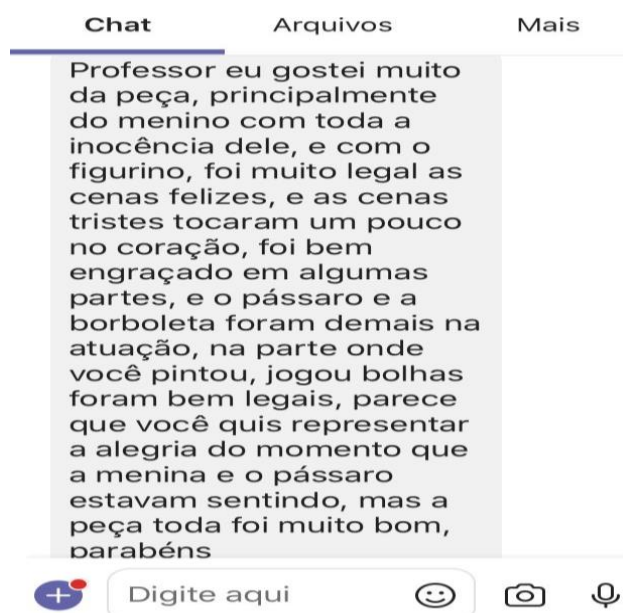 Chat Arquivos Mais
Professor eu gostei muito
da peça, principalmente
do menino com toda a
inocência dele, e com o
figurino, foi muito legal as
cenas felizes, e as cenas
tristes tocaram um pouco
no coração, foi bem
engraçado em algumas
partes, e o pássaro e a
borboleta foram demais na
atuação, na parte onde
você pintou, jogou bolhas
foram bem legais, parece
que você quis representar
a alegria do momento que
a menina e o pássaro
estavam sentindo, mas a
peça toda foi muito bom,
parabéns
Digite aqui